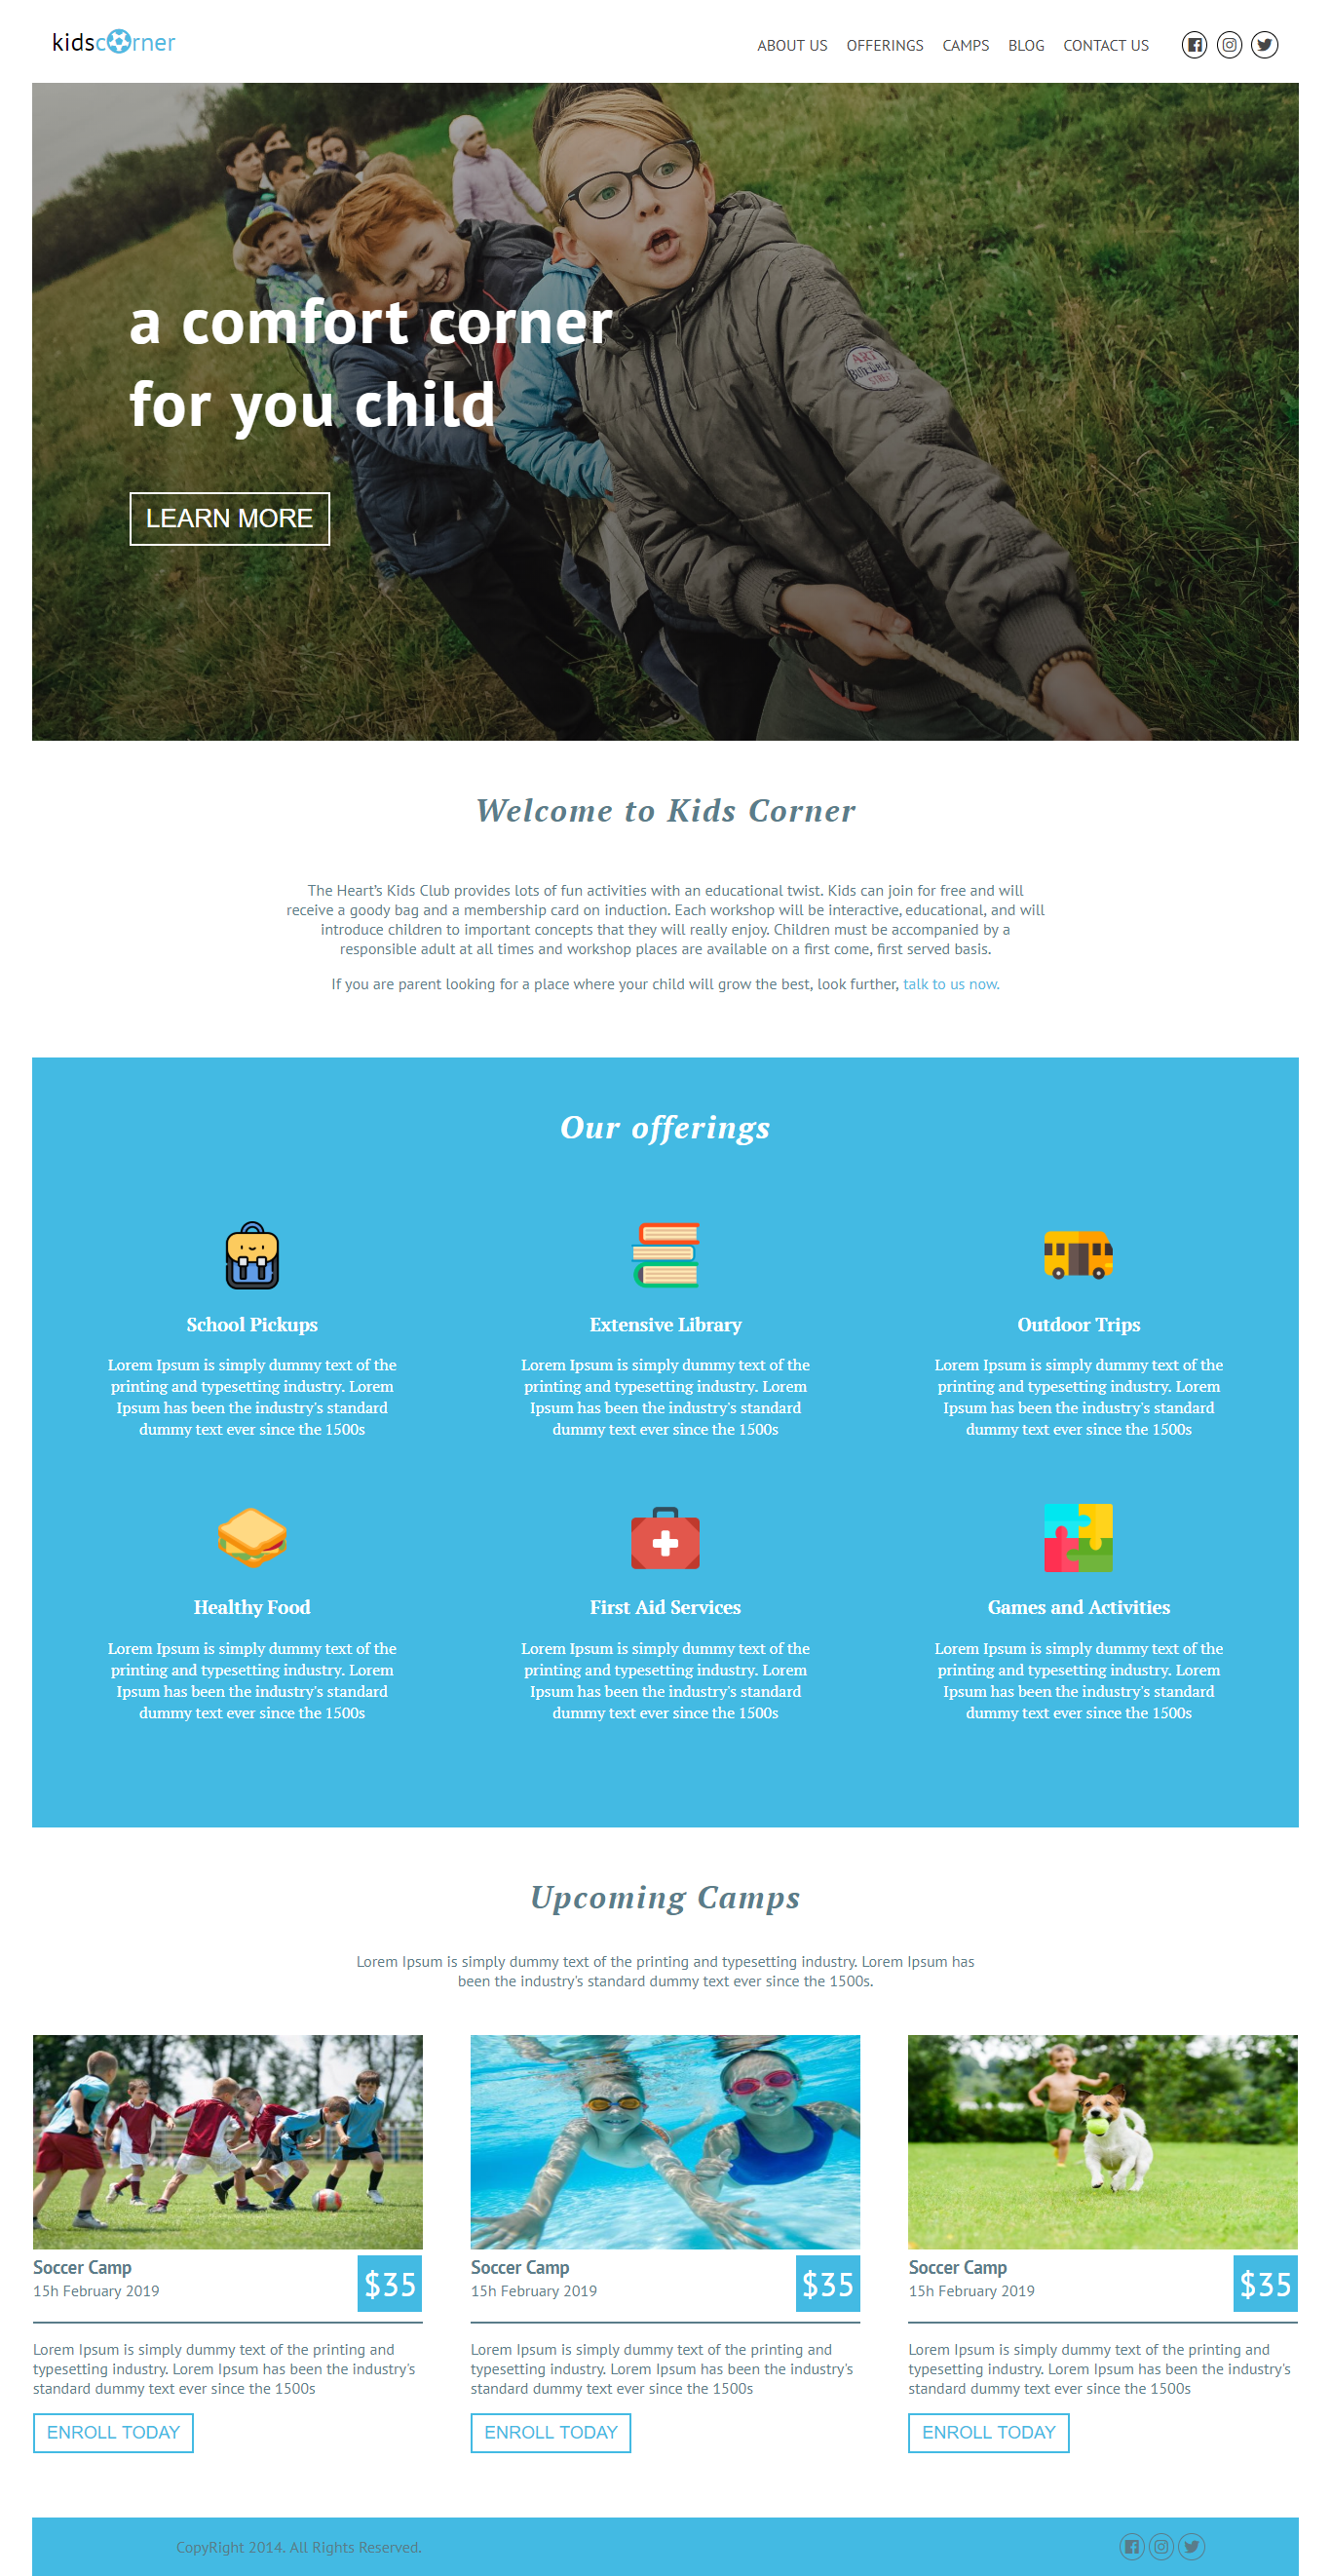 kidscorner
ABOUT US OFFERINGS CAMPS BLOG CONTACT US
a comfort corner
for you child
ART
STREET
LEARN MORE
Welcome to Kids Corner
The Heart's Kids Club provides lots of fun activities with an educational twist. Kids can join for free and will
receive a goody bag and a membership card on induction. Each workshop will be interactive, educational, and will
introduce children to important concepts that they will really enjoy. Children must be accompanied by a
responsible adult at all times and workshop places are available on a first come, first served basis.
If you are parent looking for a place where your child will grow the best, look further, talk to us now.
Our offerings
School Pickups
Lorem Ipsum is simply dummy text of the
printing and typesetting industry. Lorem
Ipsum has been the industry's standard
dummy text ever since the 1500s
Extensive Library
Lorem Ipsum is simply dummy text of the
printing and typesetting industry. Lorem
Ipsum has been the industry's standard
dummy text ever since the 1500s
Outdoor Trips
Lorem Ipsum is simply dummy text of the
printing and typesetting industry. Lorem
Ipsum has been the industry's standard
dummy text ever since the 1500s
Healthy Food
Lorem Ipsum is simply dummy text of the
printing and typesetting industry. Lorem
Ipsum has been the industry's standard
dummy text ever since the 1500s
First Aid Services
Lorem Ipsum is simply dummy text of the
printing and typesetting industry. Lorem
Ipsum has been the industry's standard
dummy text ever since the 1500s
Games and Activities
Lorem Ipsum is simply dummy text of the
printing and typesetting industry. Lorem
Ipsum has been the industry's standard
dummy text ever since the 1500s
Upcoming Camps
Lorem Ipsum is simply dummy text of the printing and typesetting industry. Lorem Ipsum has
been the industry's standard dummy text ever since the 1500s.
Soccer Camp
15h February 2019
$35
Lorem Ipsum is simply dummy text of the printing and
typesetting industry. Lorem Ipsum has been the industry's
standard dummy text ever since the 1500s
ENROLL TODAY
Soccer Camp
15h February 2019
$35
Lorem Ipsum is simply dummy text of the printing and
typesetting industry. Lorem Ipsum has been the industry's
standard dummy text ever since the 1500s
ENROLL TODAY
Soccer Camp
15h February 2019
$35
Lorem Ipsum is simply dummy text of the printing and
typesetting industry. Lorem Ipsum has been the industry's
standard dummy text ever since the 1500s
ENROLL TODAY
CopyRight 2014. All Rights Reserved.